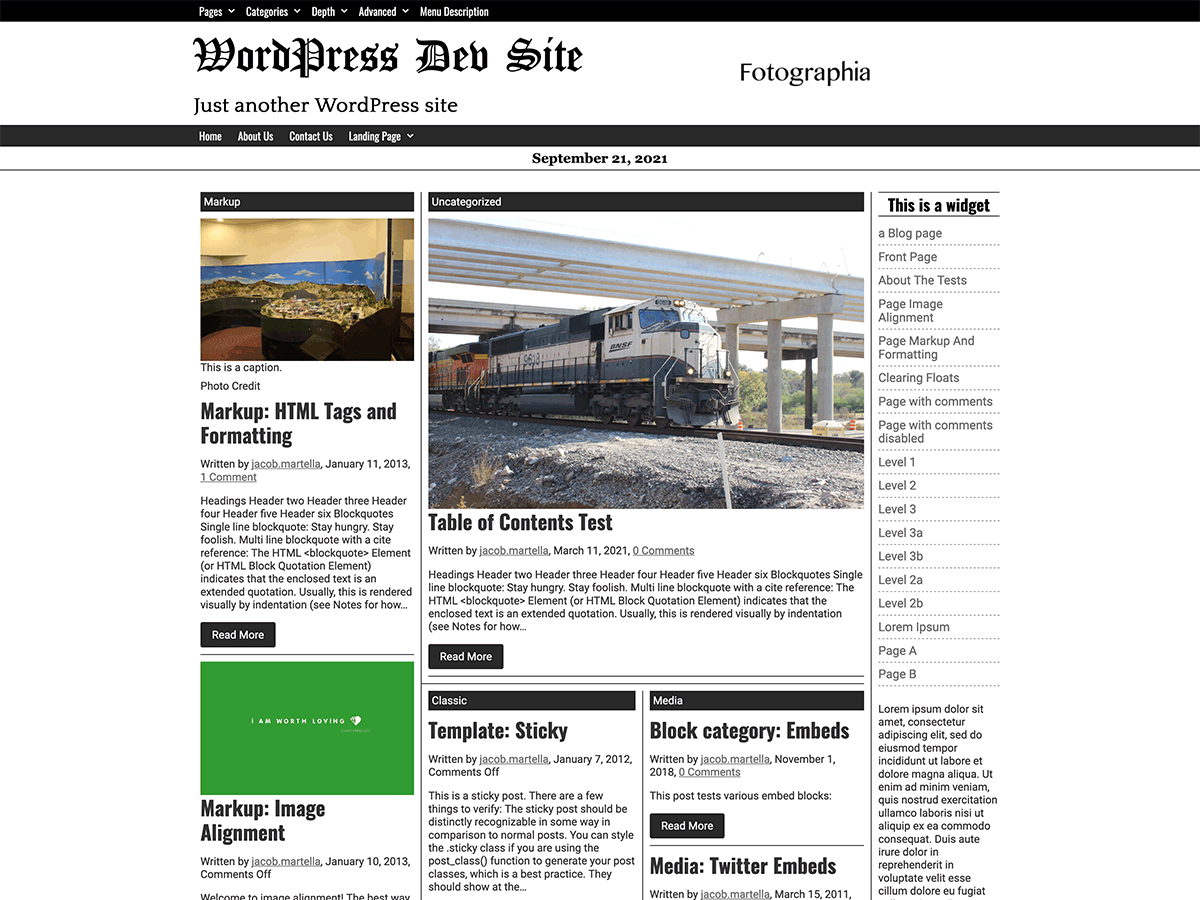 Pages Categories Depth Advanced Menu Description
WordPress Dev Site
Fotographia
Just another WordPress site
Home About Us Contact Us Landing Page
September 21, 2021
Markup
This is a caption.
Photo Credit
Markup: HTML Tags and
Formatting
Written by jacob.martella, January 11, 2013,
1 Comment
Headings Header two Header three Header
four Header five Header six Blockquotes
Single line blockquote: Stay hungry. Stay
foolish. Multi line blockquote with a cite
reference: The HTML <blockquote> Element
(or HTML Block Quotation Element)
indicates that the enclosed text is an
extended quotation. Usually, this is rendered
visually by indentation (see Notes for how…
Read More
I AM WORTH LOVING
Markup: Image
Alignment
Written by jacob.martella, January 10, 2013,
Comments Off
Welcome to image alignment! The best way
Uncategorized
9618
9618
BNSF
Table of Contents Test
Written by jacob.martella, March 11, 2021, 0 Comments
Headings Header two Header three Header four Header five Header six Blockquotes Single
line blockquote: Stay hungry. Stay foolish. Multi line blockquote with a cite reference: The
HTML <blockquote> Element (or HTML Block Quotation Element) indicates that the
enclosed text is an extended quotation. Usually, this is rendered visually by indentation
(see Notes for how…
Read More
Classic
Template: Sticky
Written by jacob.martella, January 7, 2012,
Comments Off
This is a sticky post. There are a few
things to verify: The sticky post should be
distinctly recognizable in some way in
comparison to normal posts. You can style
the .sticky class if you are using the
post_class() function to generate your post
classes, which is a best practice. They
should show at the…
Media
Block category: Embeds
Written by jacob.martella, November 1,
2018, 0 Comments
This post tests various embed blocks:
Read More
Media: Twitter Embeds
Written by jacob.martella, March 15, 2011,
This is a widget
a Blog page
Front Page
About The Tests
Page Image
Alignment
Page Markup And
Formatting
Clearing Floats
Page with comments
Page with comments
disabled
Level 1
Level 2
Level 3
Level 3a
Level 3b
Level 2a
Level 2b
Lorem Ipsum
Page A
Page B
Lorem ipsum dolor sit
amet, consectetur
adipiscing elit, sed do
eiusmod tempor
incididunt ut labore et
dolore magna aliqua. Ut
enim ad minim veniam,
quis nostrud exercitation
ullamco laboris nisi ut
aliquip ex ea commodo
consequat. Duis aute
irure dolor in
reprehenderit in
voluptate velit esse
cillum dolore eu fugiat